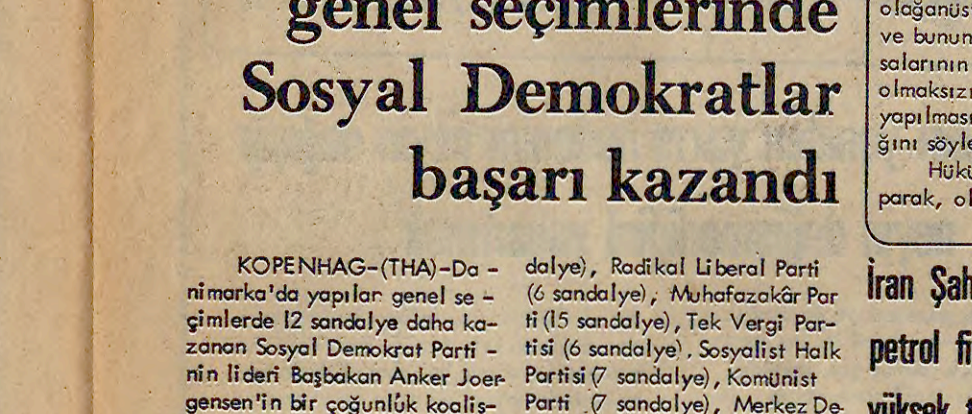 genel seçimlerinde
Sosyal Demokratlar
başarı kazandı
KOPENHAG-(THA)-Da -
nimarka'da yapılan genel se -
çimlerde 12 sandalye daha ka-
zanan Sosyal Demokrat Parti -
nin lideri Başbakan Anker Joer-
gensen'in bir çoğunluk koalis-
dalye), Radikal Liberal Parti
(6 sandalye), Muhafazakâr Par
ti (15 sandalye), Tek Vergi Par-
tisi (6 sandalye), Sosyalist Halk
Partisi (7 sandalye), Komünist
Parti (7 sandalye), Merkez De-
olağanüs
ve bunun
salarının
olmaksızı
yapılması
ğını söyle
Hükü
parak, ol
İran Şah
petrol fi
yüksek